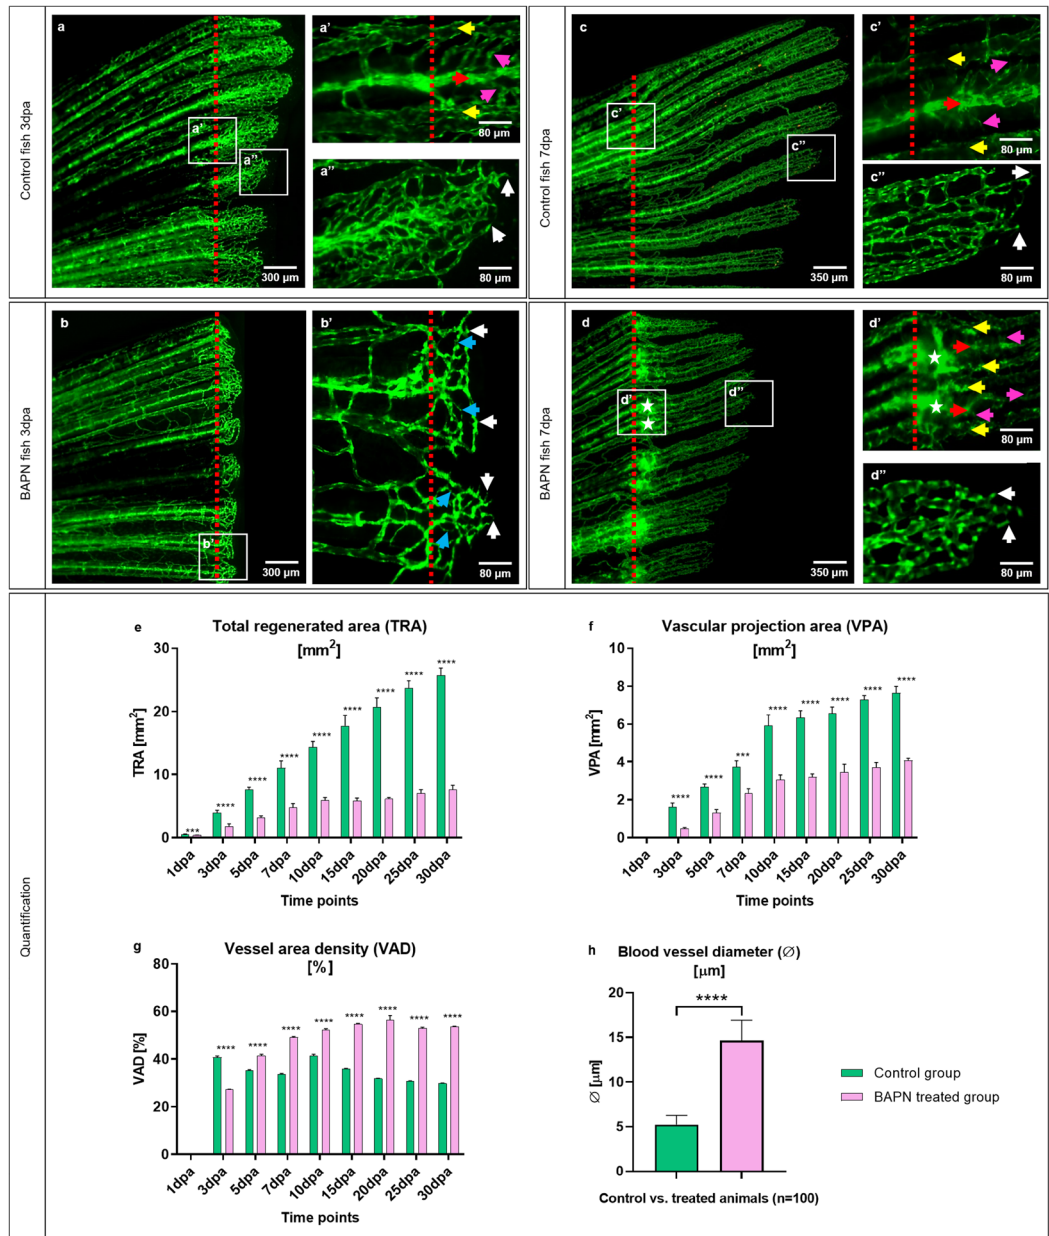 Control fish 3dpa
a
a'
a''
300 µm
a'
80 µm
a''
80 µm
Control fish 7dpa
c
c'
c''
350 µm
c'
80 µm
c''
80 µm
BAPN fish 3dpa
b
b'
300 µm
b'
80 µm
BAPN fish 7dpa
d
d'
d''
350 µm
d'
80 µm
d''
80 µm
Quantification
e
Total regenerated area (TRA)
[mm²]
TRA [mm²]
30
20
10
0
*** **** **** **** **** **** **** **** ****
1dpa 3dpa 5dpa 7dpa 10dpa 15dpa 20dpa 25dpa 30dpa
Time points
f
Vascular projection area (VPA)
[mm²]
VPA [mm²]
10
8
6
4
2
0
**** **** *** **** **** **** **** ****
1dpa 3dpa 5dpa 7dpa 10dpa 15dpa 20dpa 25dpa 30dpa
Time points
g
Vessel area density (VAD)
[%]
VAD [%]
80
60
40
20
0
**** **** **** **** **** **** **** ****
1dpa 3dpa 5dpa 7dpa 10dpa 15dpa 20dpa 25dpa 30dpa
Time points
h
Blood vessel diameter (∅)
[µm]
∅ [µm]
20
15
10
5
0
****
Control vs. treated animals (n=100)
Control group
BAPN treated group